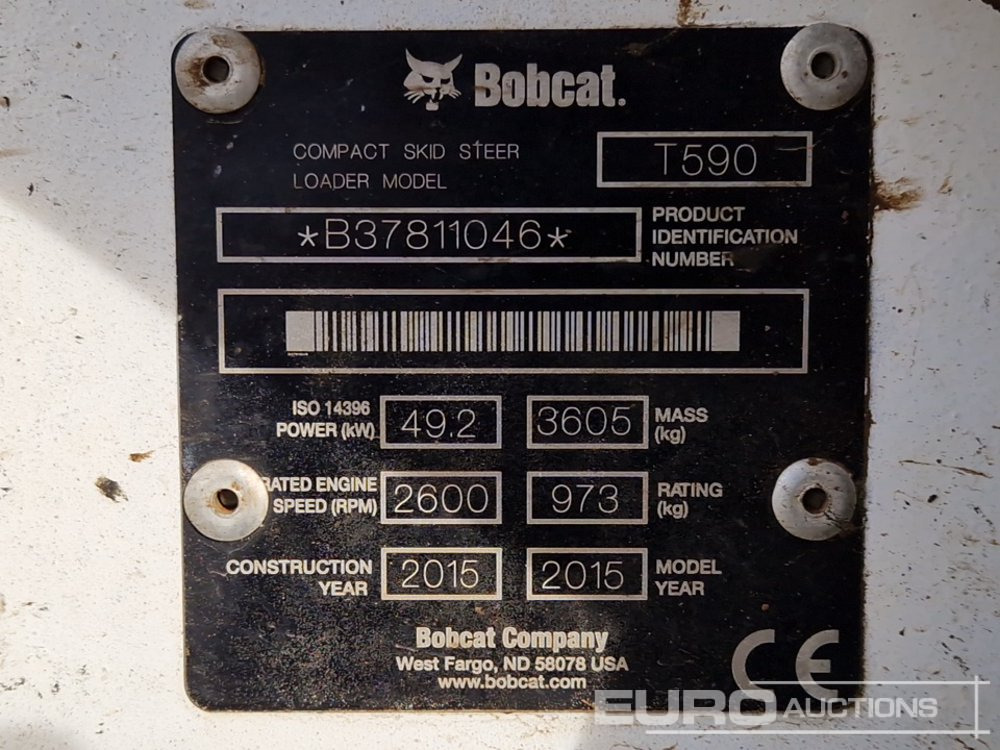 Bobcat.
COMPACT SKID STEER
LOADER MODEL
T590
*B37811046*
PRODUCT
IDENTIFICATION
NUMBER
ISO 14396
POWER (kW)
49.2
3605
MASS
(kg)
RATED ENGINE
SPEED (RPM)
2600
973
RATING
(kg)
CONSTRUCTION
YEAR
2015
2015
MODEL
YEAR
Bobcat Company
West Fargo, ND 58078 USA
www.bobcat.com
CE
EURO AUCTIONS